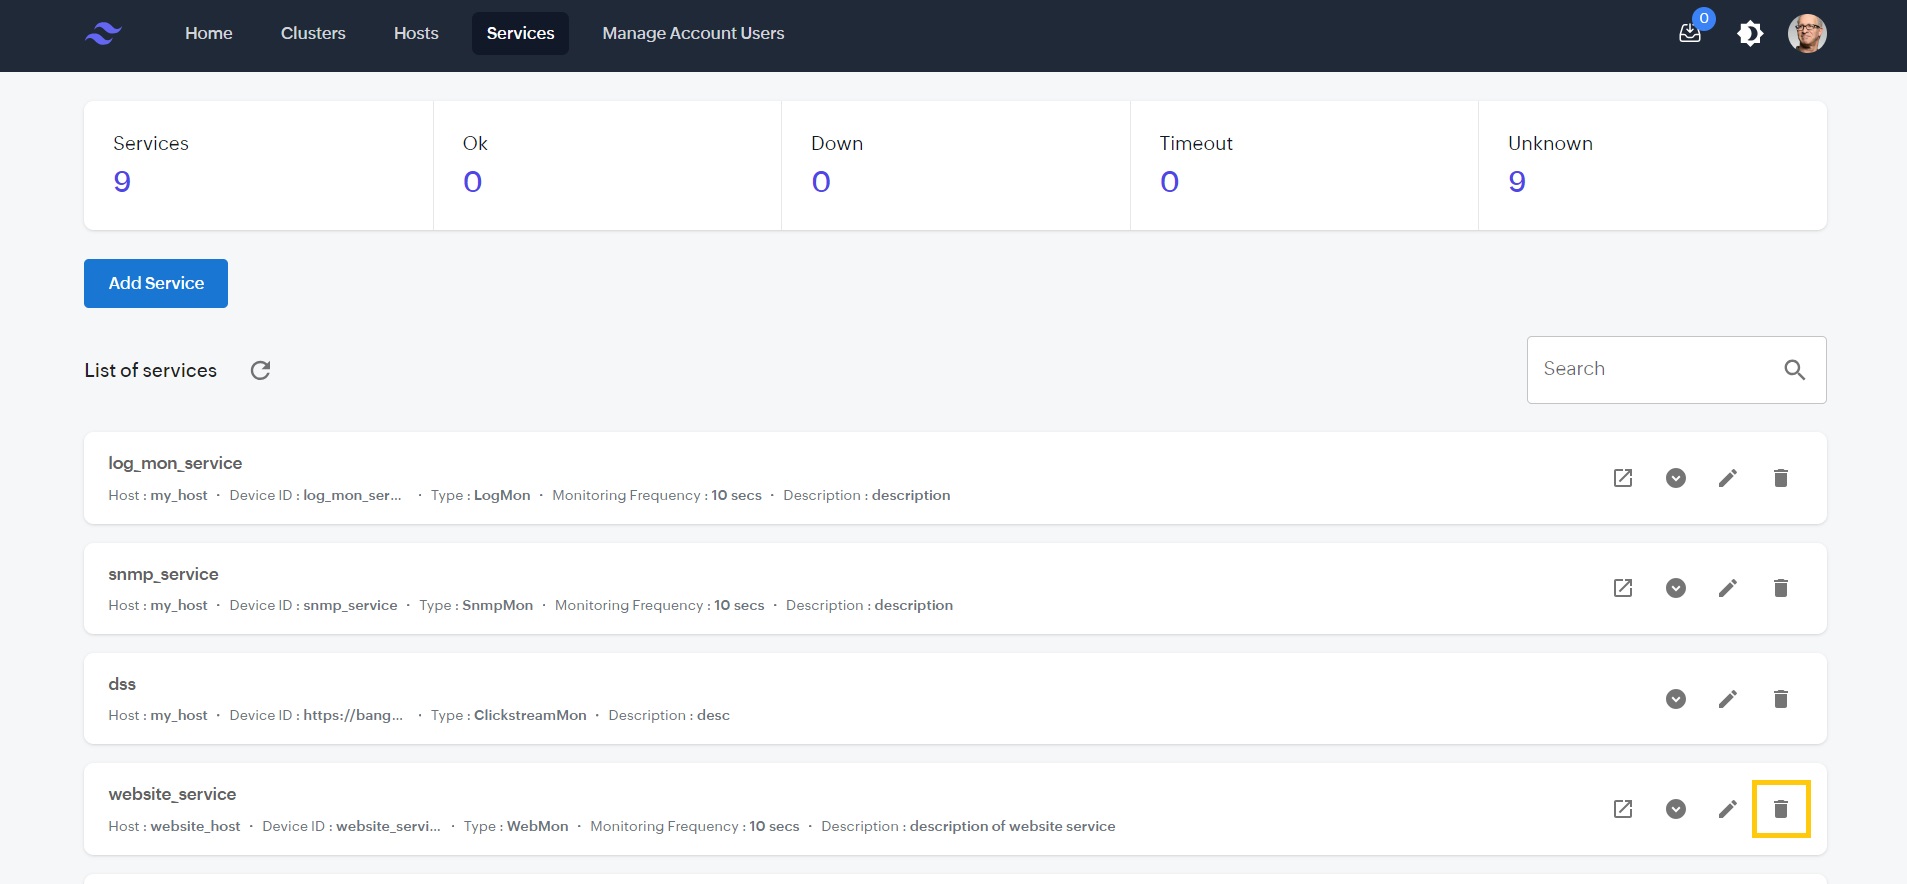 Home Clusters Hosts Services Manage Account Users 0
Services Ok Down Timeout Unknown
9 0 0 0 9
Add Service
List of services
Search
log_mon_service
Host : my_host · Device ID : log_mon_ser... · Type : LogMon · Monitoring Frequency : 10 secs · Description : description
snmp_service
Host : my_host · Device ID : snmp_service · Type : SnmpMon · Monitoring Frequency : 10 secs · Description : description
dss
Host : my_host · Device ID : https://bang... · Type : ClickstreamMon · Description : desc
website_service
Host : website_host · Device ID : website_servi... · Type : WebMon · Monitoring Frequency : 10 secs · Description : description of website service